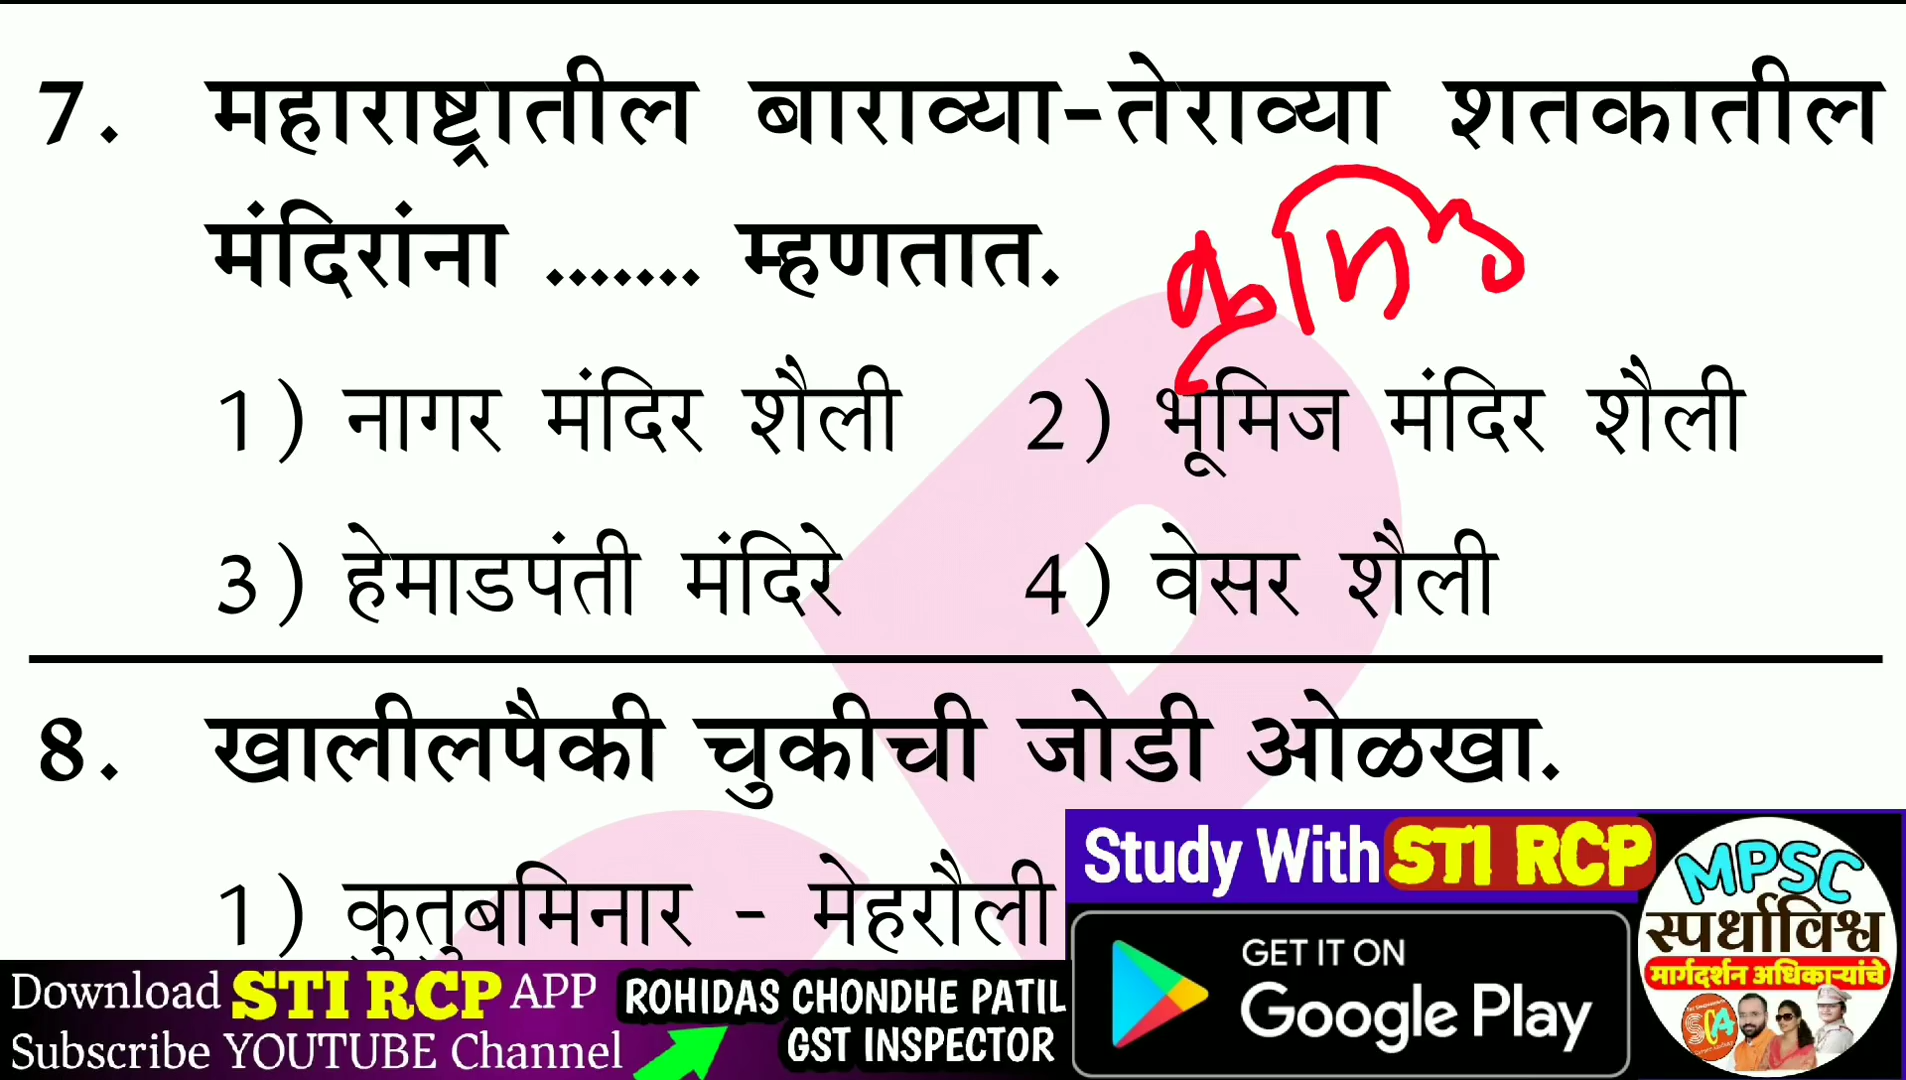 7. महाराष्ट्रातील बाराव्या-तेराव्या शतकातील
मंदिरांना ....... म्हणतात.
1) नागर मंदिर शैली 2) भूमिज मंदिर शैली
3) हेमाडपंती मंदिरे 4) वेसर शैली
8. खालीलपैकी चुकीची जोडी ओळखा.
1) कुतुबमिनार - मेहरौली
Study With STI RCP
GET IT ON
Google Play
MPSC
स्पर्धाविश्व
मार्गदर्शन अधिकाऱ्यांचे
SCA
Download STI RCP APP
Subscribe YOUTUBE Channel
ROHIDAS CHONDHE PATIL
GST INSPECTOR